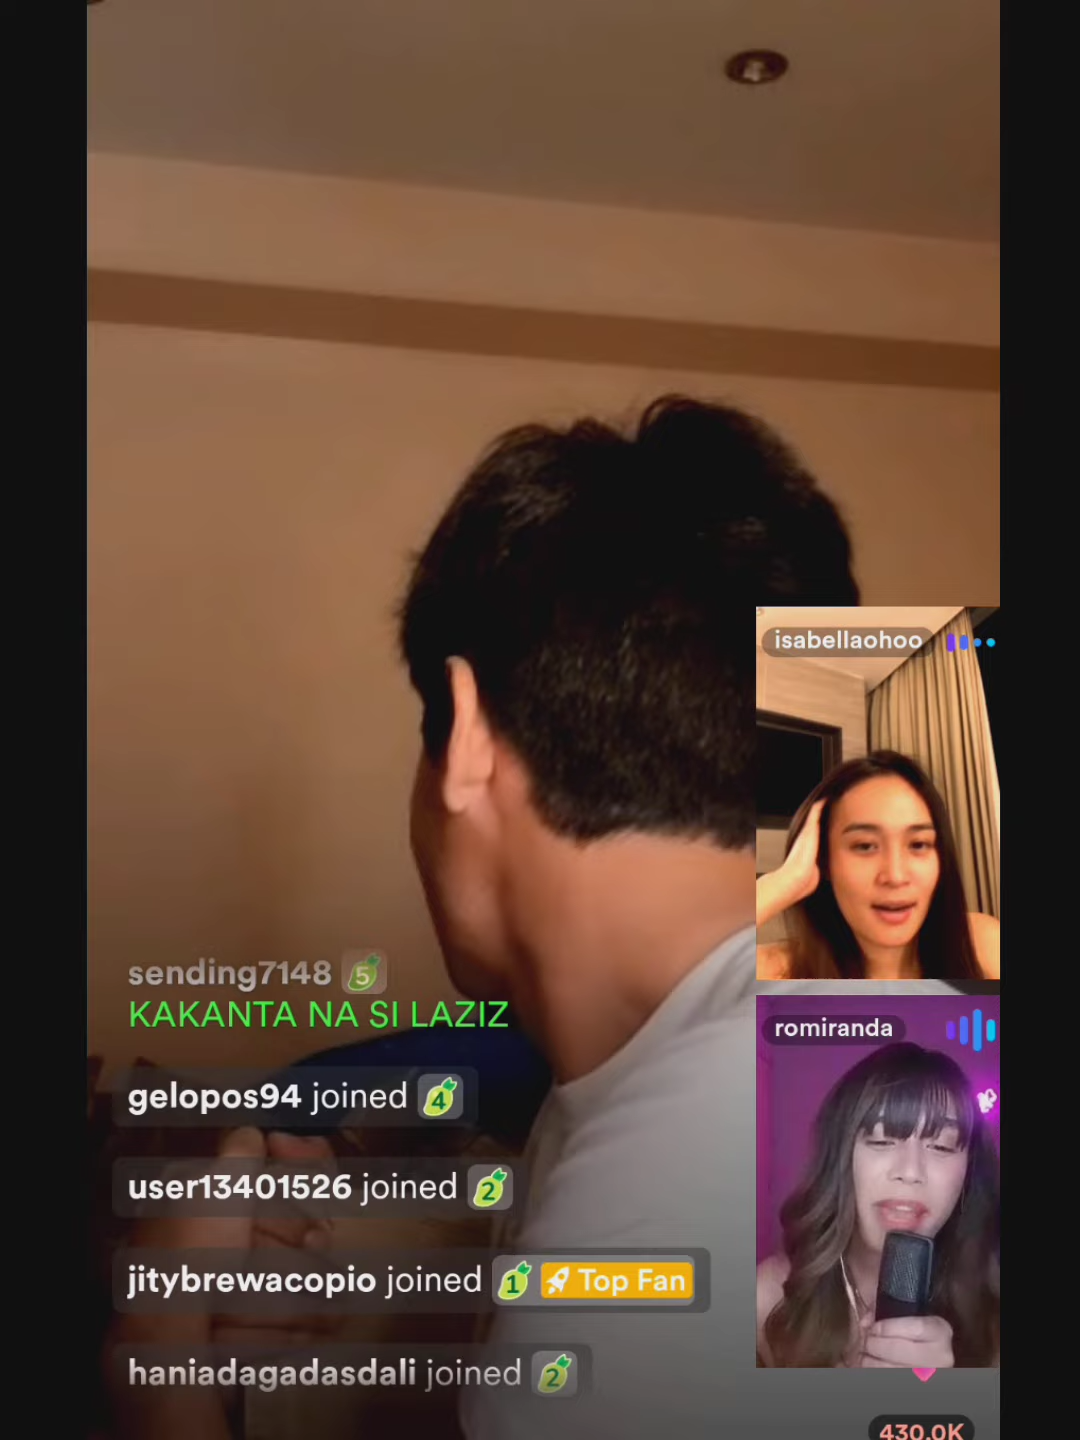 isabellaohoo
sending7148 5
KAKANTA NA SI LAZIZ
romiranda
gelopos94 joined 4
user13401526 joined 2
jitybrewacopio joined 1 Top Fan
haniadagadasdali joined 2
430.0K